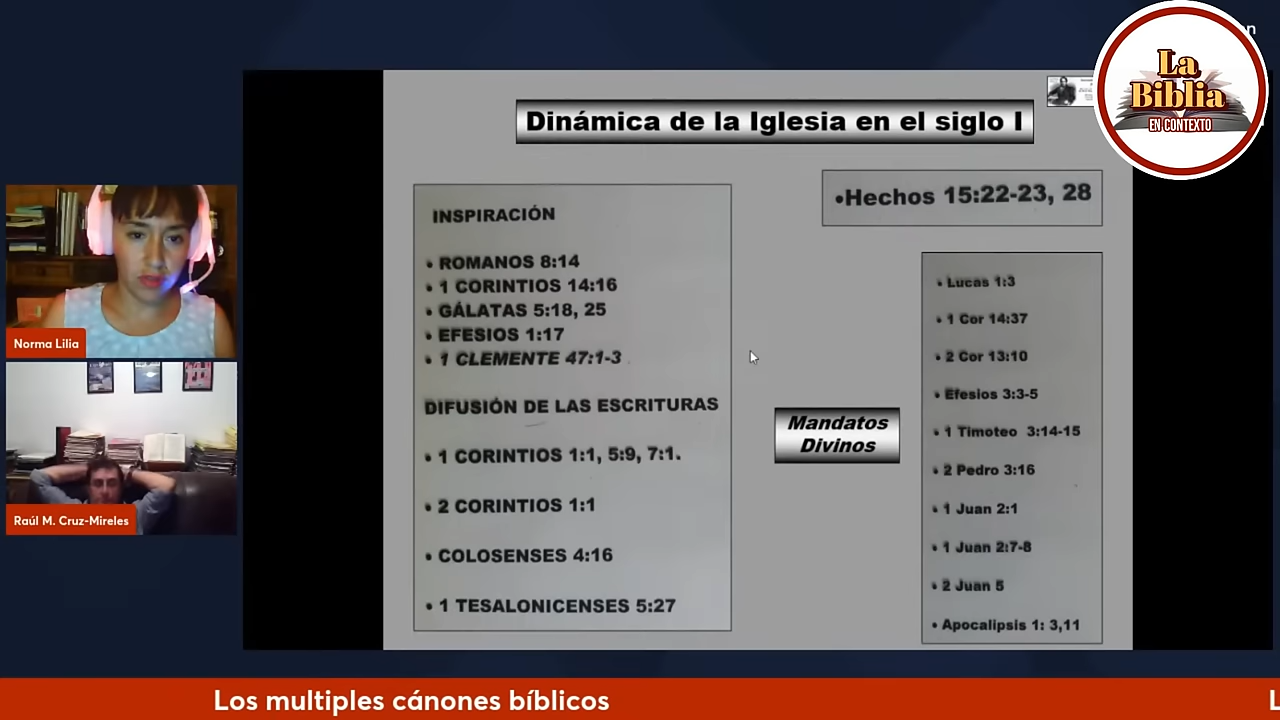 La
Biblia
EN CONTEXTO
Dinámica de la Iglesia en el siglo I
•Hechos 15:22-23, 28
INSPIRACIÓN
• ROMANOS 8:14
• 1 CORINTIOS 14:16
• GÁLATAS 5:18, 25
• EFESIOS 1:17
• 1 CLEMENTE 47:1-3
DIFUSIÓN DE LAS ESCRITURAS
• 1 CORINTIOS 1:1, 5:9, 7:1.
• 2 CORINTIOS 1:1
• COLOSENSES 4:16
• 1 TESALONICENSES 5:27
Mandatos
Divinos
• Lucas 1:3
• 1 Cor 14:37
• 2 Cor 13:10
• Efesios 3:3-5
• 1 Timoteo 3:14-15
• 2 Pedro 3:16
• 1 Juan 2:1
• 1 Juan 2:7-8
• 2 Juan 5
• Apocalipsis 1: 3,11
Norma Lilia
Raúl M. Cruz-Mireles
Los multiples cánones bíblicos